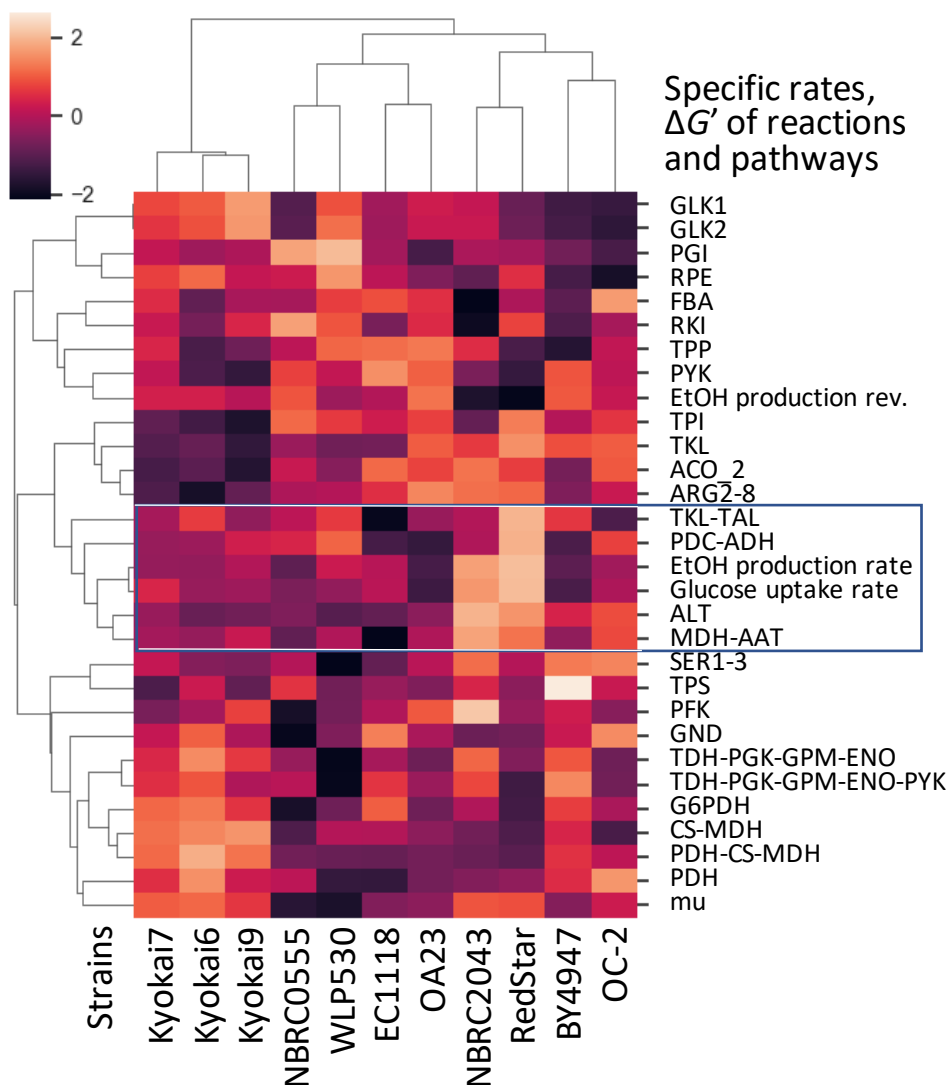 2
0
−2
Specific rates,
ΔG’ of reactions
and pathways
GLK1
GLK2
PGI
RPE
FBA
RKI
TPP
PYK
EtOH production rev.
TPI
TKL
ACO_2
ARG2-8
TKL-TAL
PDC-ADH
EtOH production rate
Glucose uptake rate
ALT
MDH-AAT
SER1-3
TPS
PFK
GND
TDH-PGK-GPM-ENO
TDH-PGK-GPM-ENO-PYK
G6PDH
CS-MDH
PDH-CS-MDH
PDH
mu
Strains
Kyokai7
Kyokai6
Kyokai9
NBRC0555
WLP530
EC1118
OA23
NBRC2043
RedStar
BY4947
OC-2